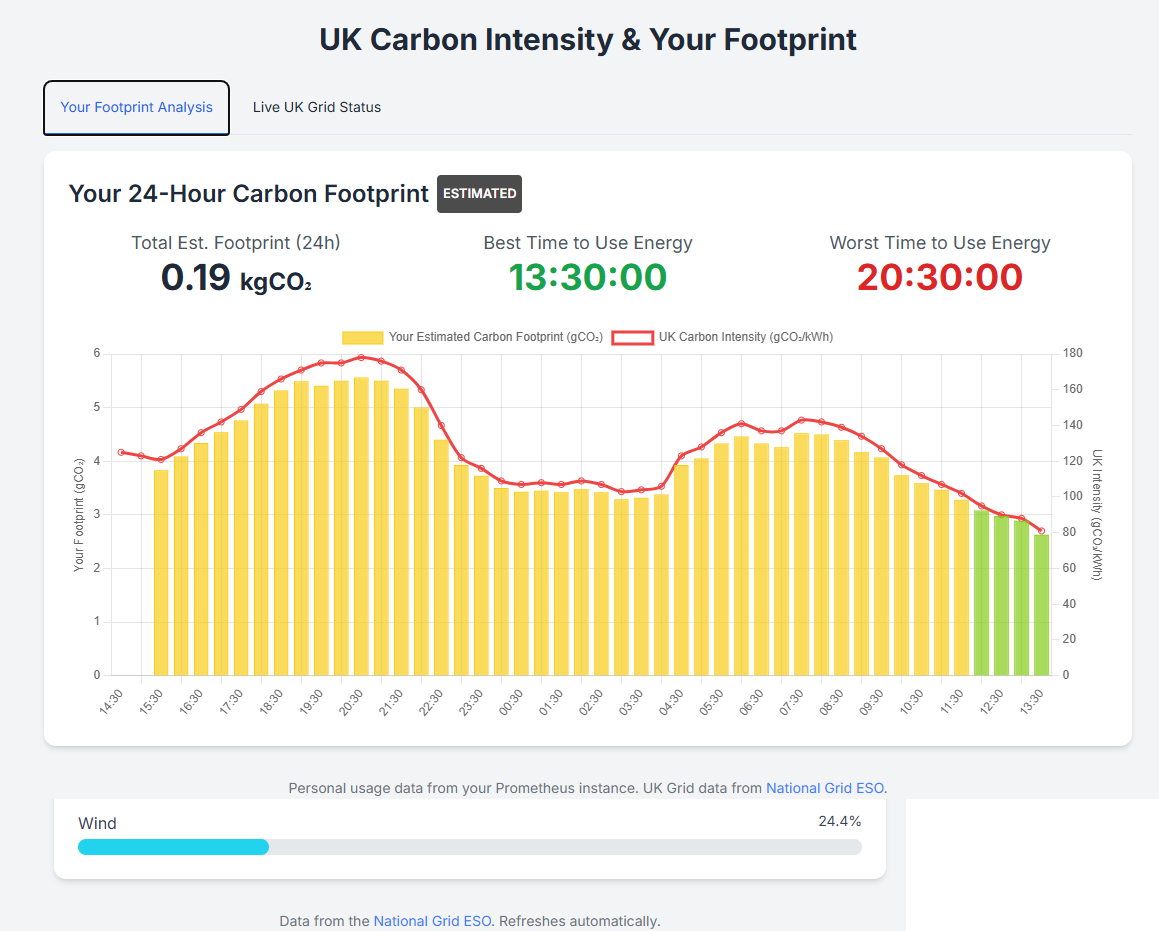 UK Carbon Intensity & Your Footprint
Your Footprint Analysis
Live UK Grid Status
Your 24-Hour Carbon Footprint ESTIMATED
Total Est. Footprint (24h)
0.19 kgCO₂
Best Time to Use Energy
13:30:00
Worst Time to Use Energy
20:30:00
Your Estimated Carbon Footprint (gCO₂)
UK Carbon Intensity (gCO₂/kWh)
Your Footprint (gCO₂)
6
5
4
3
2
1
0
180
160
140
120
100
80
60
40
20
0
UK Intensity (gCO₂/kWh)
14:30
15:30
16:30
17:30
18:30
19:30
20:30
21:30
22:30
23:30
00:30
01:30
02:30
03:30
04:30
05:30
06:30
07:30
08:30
09:30
10:30
11:30
12:30
13:30
Personal usage data from your Prometheus instance. UK Grid data from National Grid ESO.
Wind
24.4%
Data from the National Grid ESO. Refreshes automatically.